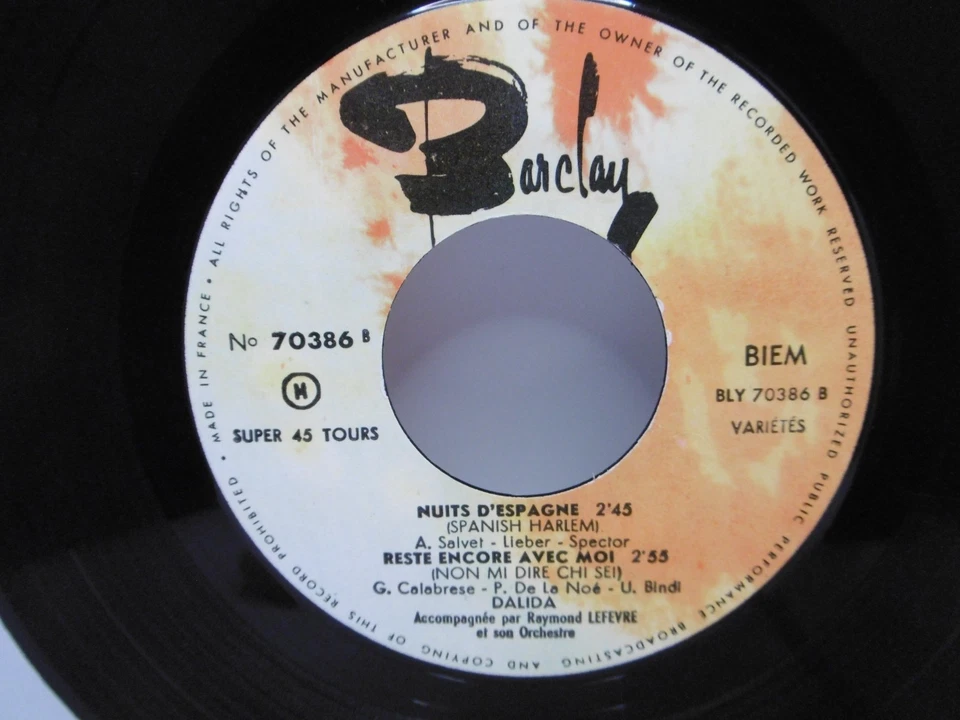 MADE IN FRANCE • ALL RIGHTS OF THE MANUFACTURER AND OF THE OWNER OF THE RECORDED WORK RESERVED UNAUTHORIZED PUBLIC PERFORMANCE BROADCASTING AND COPYING OF THIS RECORD PROHIBITED •
Barclay
No 70386 B
M
SUPER 45 TOURS
BIEM
BLY 70386 B
VARIÉTÉS
NUITS D'ESPAGNE 2'45
(SPANISH HARLEM)
A. Salvet - Lieber - Spector
RESTE ENCORE AVEC MOI 2'55
(NON MI DIRE CHI SEI)
G. Calabrese - P. De La Noé - U. Bindi
DALIDA
Accompagnée par Raymond LEFEVRE
et son Orchestre